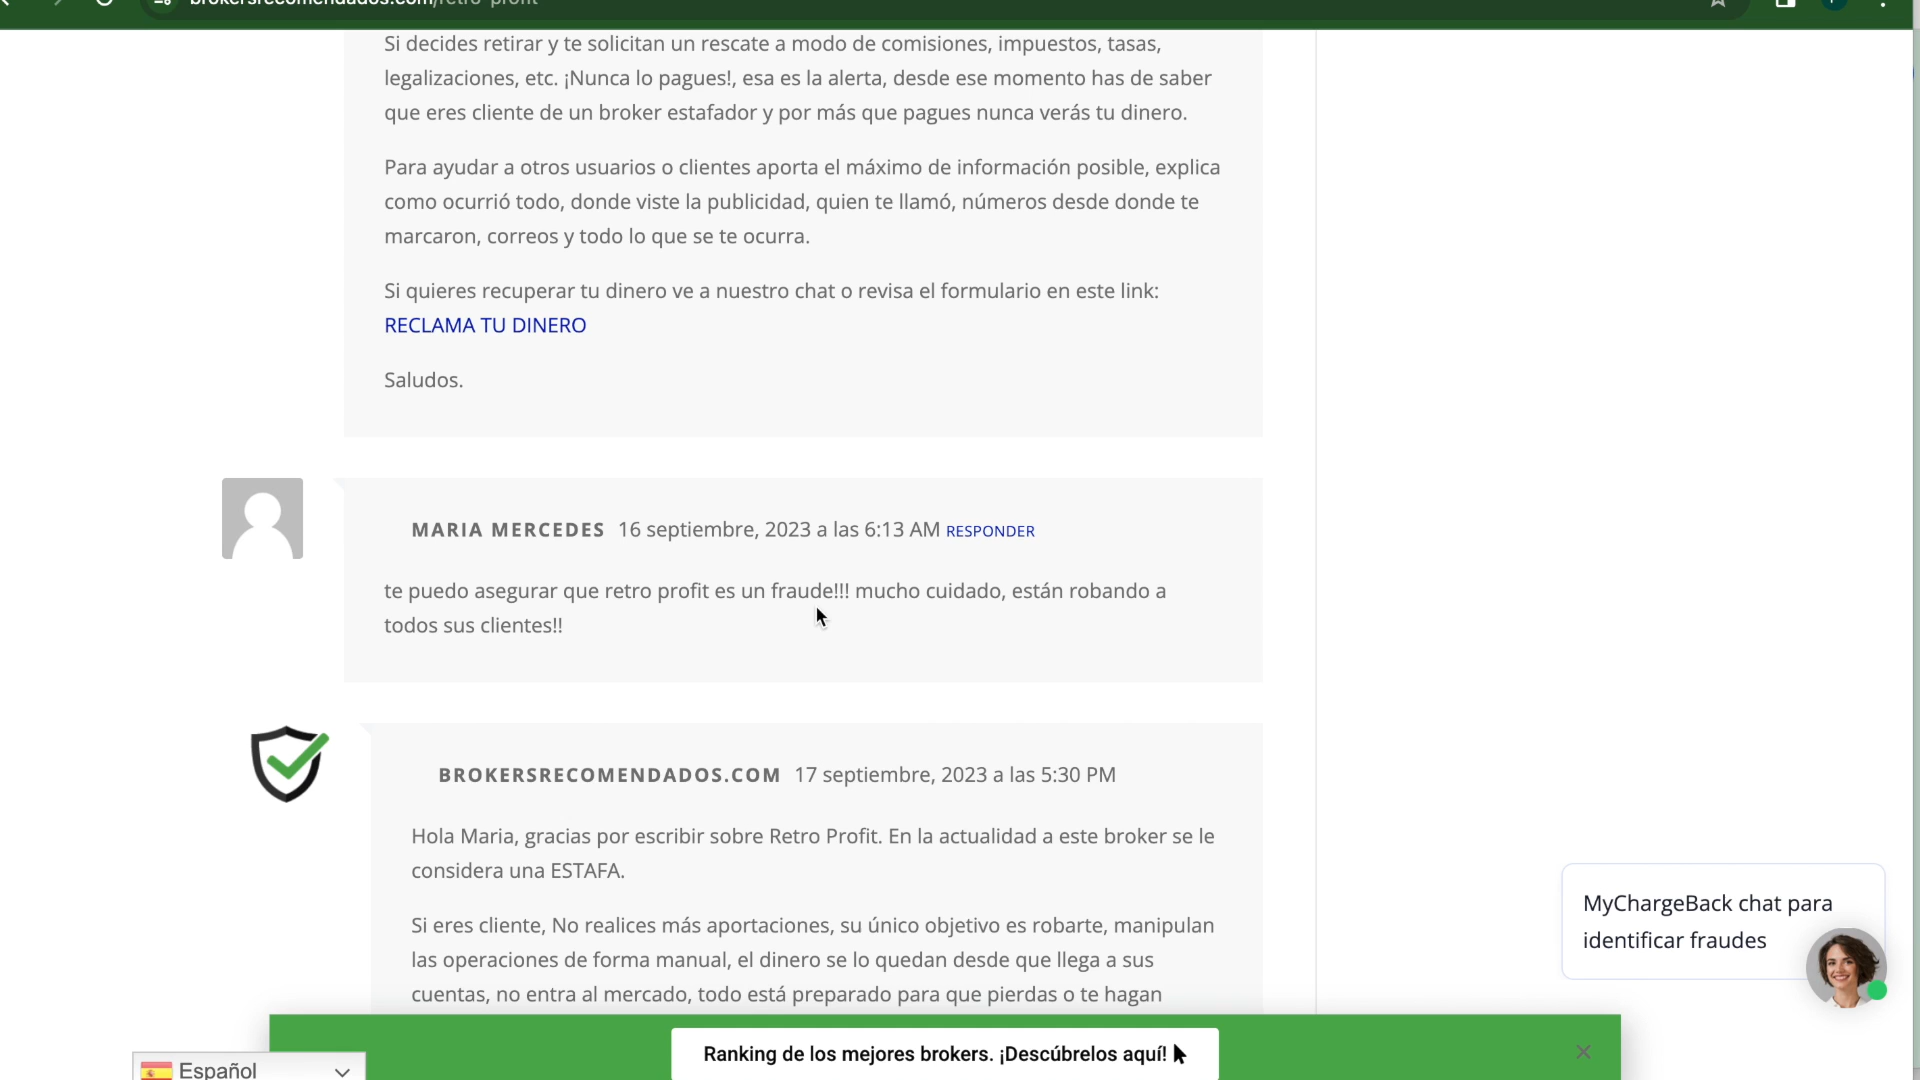 brokersrecomendados.com/retro-profit
Si decides retirar y te solicitan un rescate a modo de comisiones, impuestos, tasas,
legalizaciones, etc. ¡Nunca lo pagues!, esa es la alerta, desde ese momento has de saber
que eres cliente de un broker estafador y por más que pagues nunca verás tu dinero.
Para ayudar a otros usuarios o clientes aporta el máximo de información posible, explica
como ocurrió todo, donde viste la publicidad, quien te llamó, números desde donde te
marcaron, correos y todo lo que se te ocurra.
Si quieres recuperar tu dinero ve a nuestro chat o revisa el formulario en este link:
RECLAMA TU DINERO
Saludos.
MARIA MERCEDES 16 septiembre, 2023 a las 6:13 AM RESPONDER
te puedo asegurar que retro profit es un fraude!!! mucho cuidado, están robando a
todos sus clientes!!
BROKERSRECOMENDADOS.COM 17 septiembre, 2023 a las 5:30 PM
Hola Maria, gracias por escribir sobre Retro Profit. En la actualidad a este broker se le
considera una ESTAFA.
Si eres cliente, No realices más aportaciones, su único objetivo es robarte, manipulan
las operaciones de forma manual, el dinero se lo quedan desde que llega a sus
cuentas, no entra al mercado, todo está preparado para que pierdas o te hagan
MyChargeBack chat para
identificar fraudes
Ranking de los mejores brokers. ¡Descúbrelos aquí!
Español